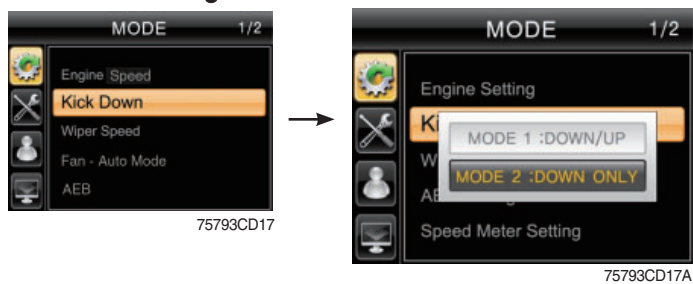 MODE 1/2
Engine Speed
Kick Down
Wiper Speed
Fan - Auto Mode
AEB
75793CD17
MODE 1/2
Engine Setting
Ki
MODE 1 :DOWN/UP
W
MODE 2 :DOWN ONLY
AE
Speed Meter Setting
75793CD17A